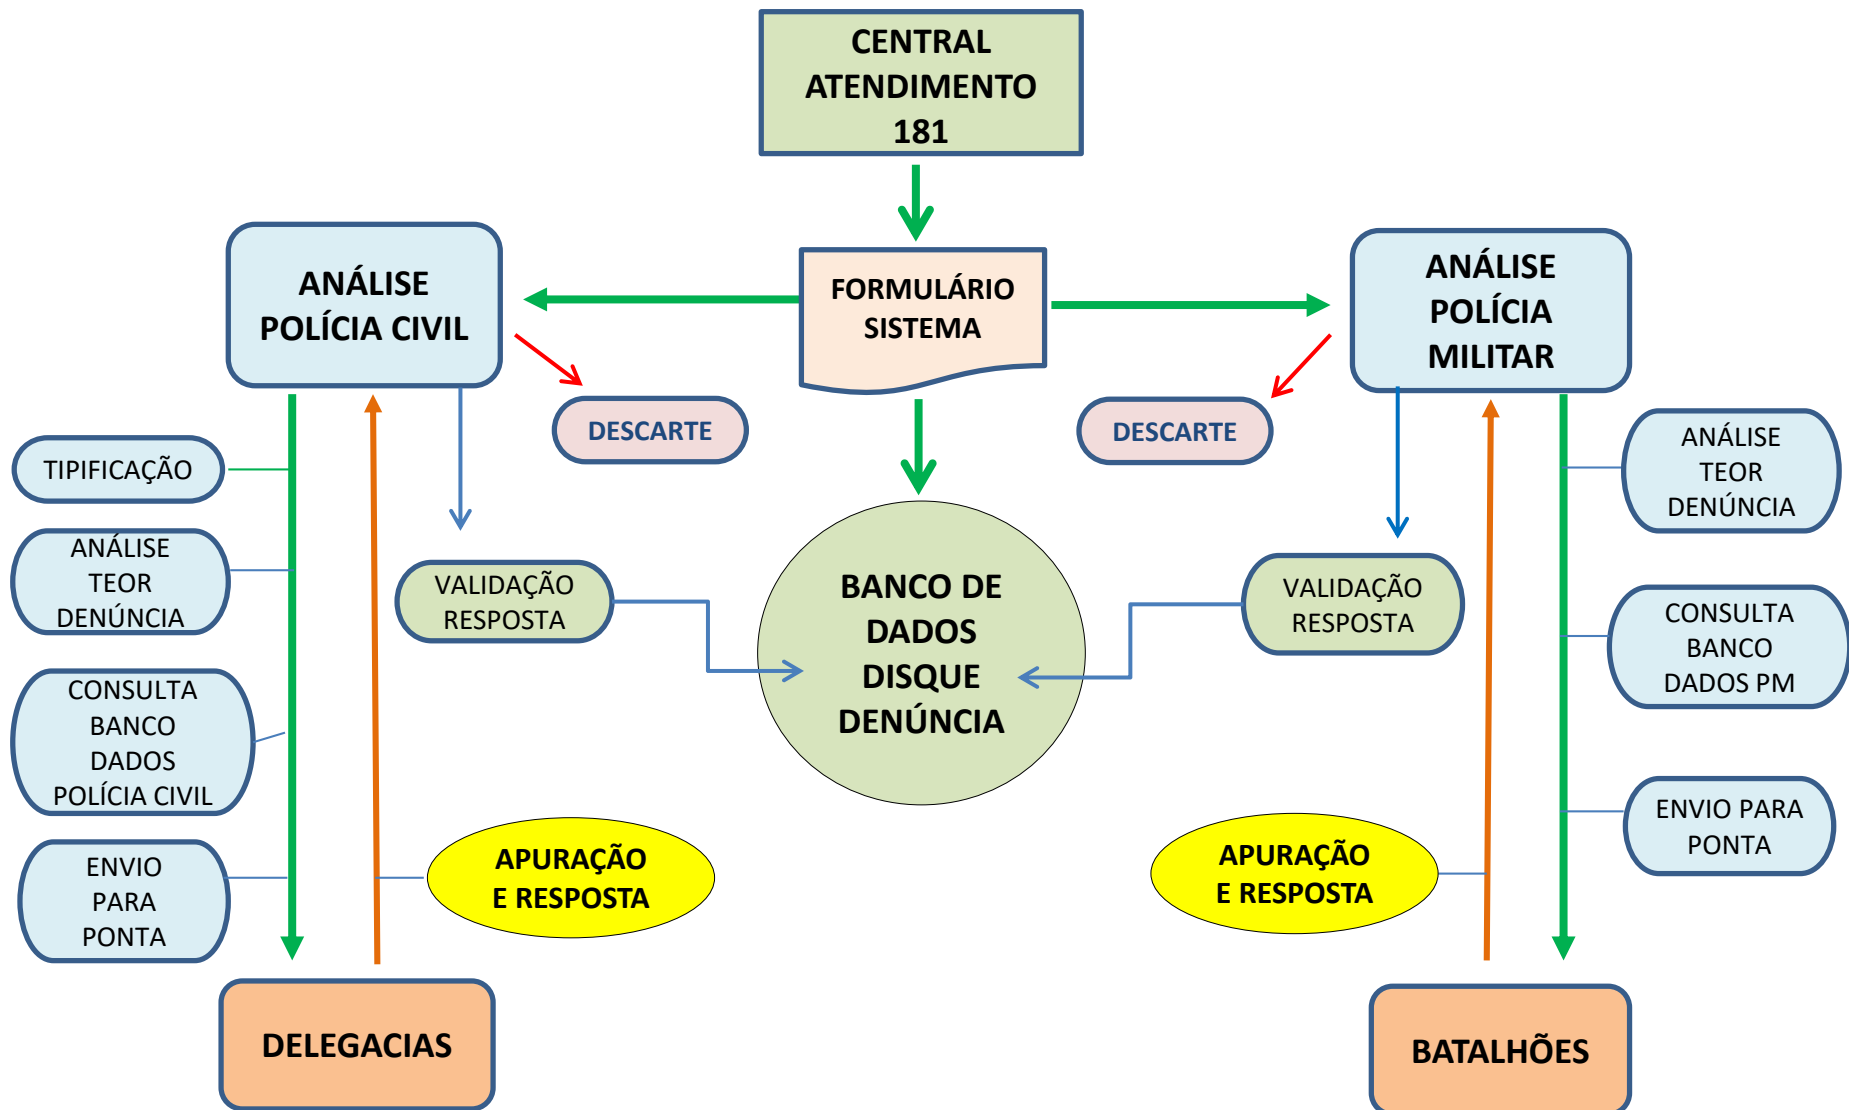 CENTRAL
ATENDIMENTO
181
ANÁLISE
POLÍCIA CIVIL
FORMULÁRIO
SISTEMA
ANÁLISE
POLÍCIA
MILITAR
DESCARTE
DESCARTE
TIPIFICAÇÃO
ANÁLISE
TEOR
DENÚNCIA
CONSULTA
BANCO
DADOS
POLÍCIA CIVIL
ENVIO
PARA
PONTA
VALIDAÇÃO
RESPOSTA
BANCO DE
DADOS
DISQUE
DENÚNCIA
VALIDAÇÃO
RESPOSTA
ANÁLISE
TEOR
DENÚNCIA
CONSULTA
BANCO
DADOS PM
ENVIO PARA
PONTA
APURAÇÃO
E RESPOSTA
APURAÇÃO
E RESPOSTA
DELEGACIAS
BATALHÕES